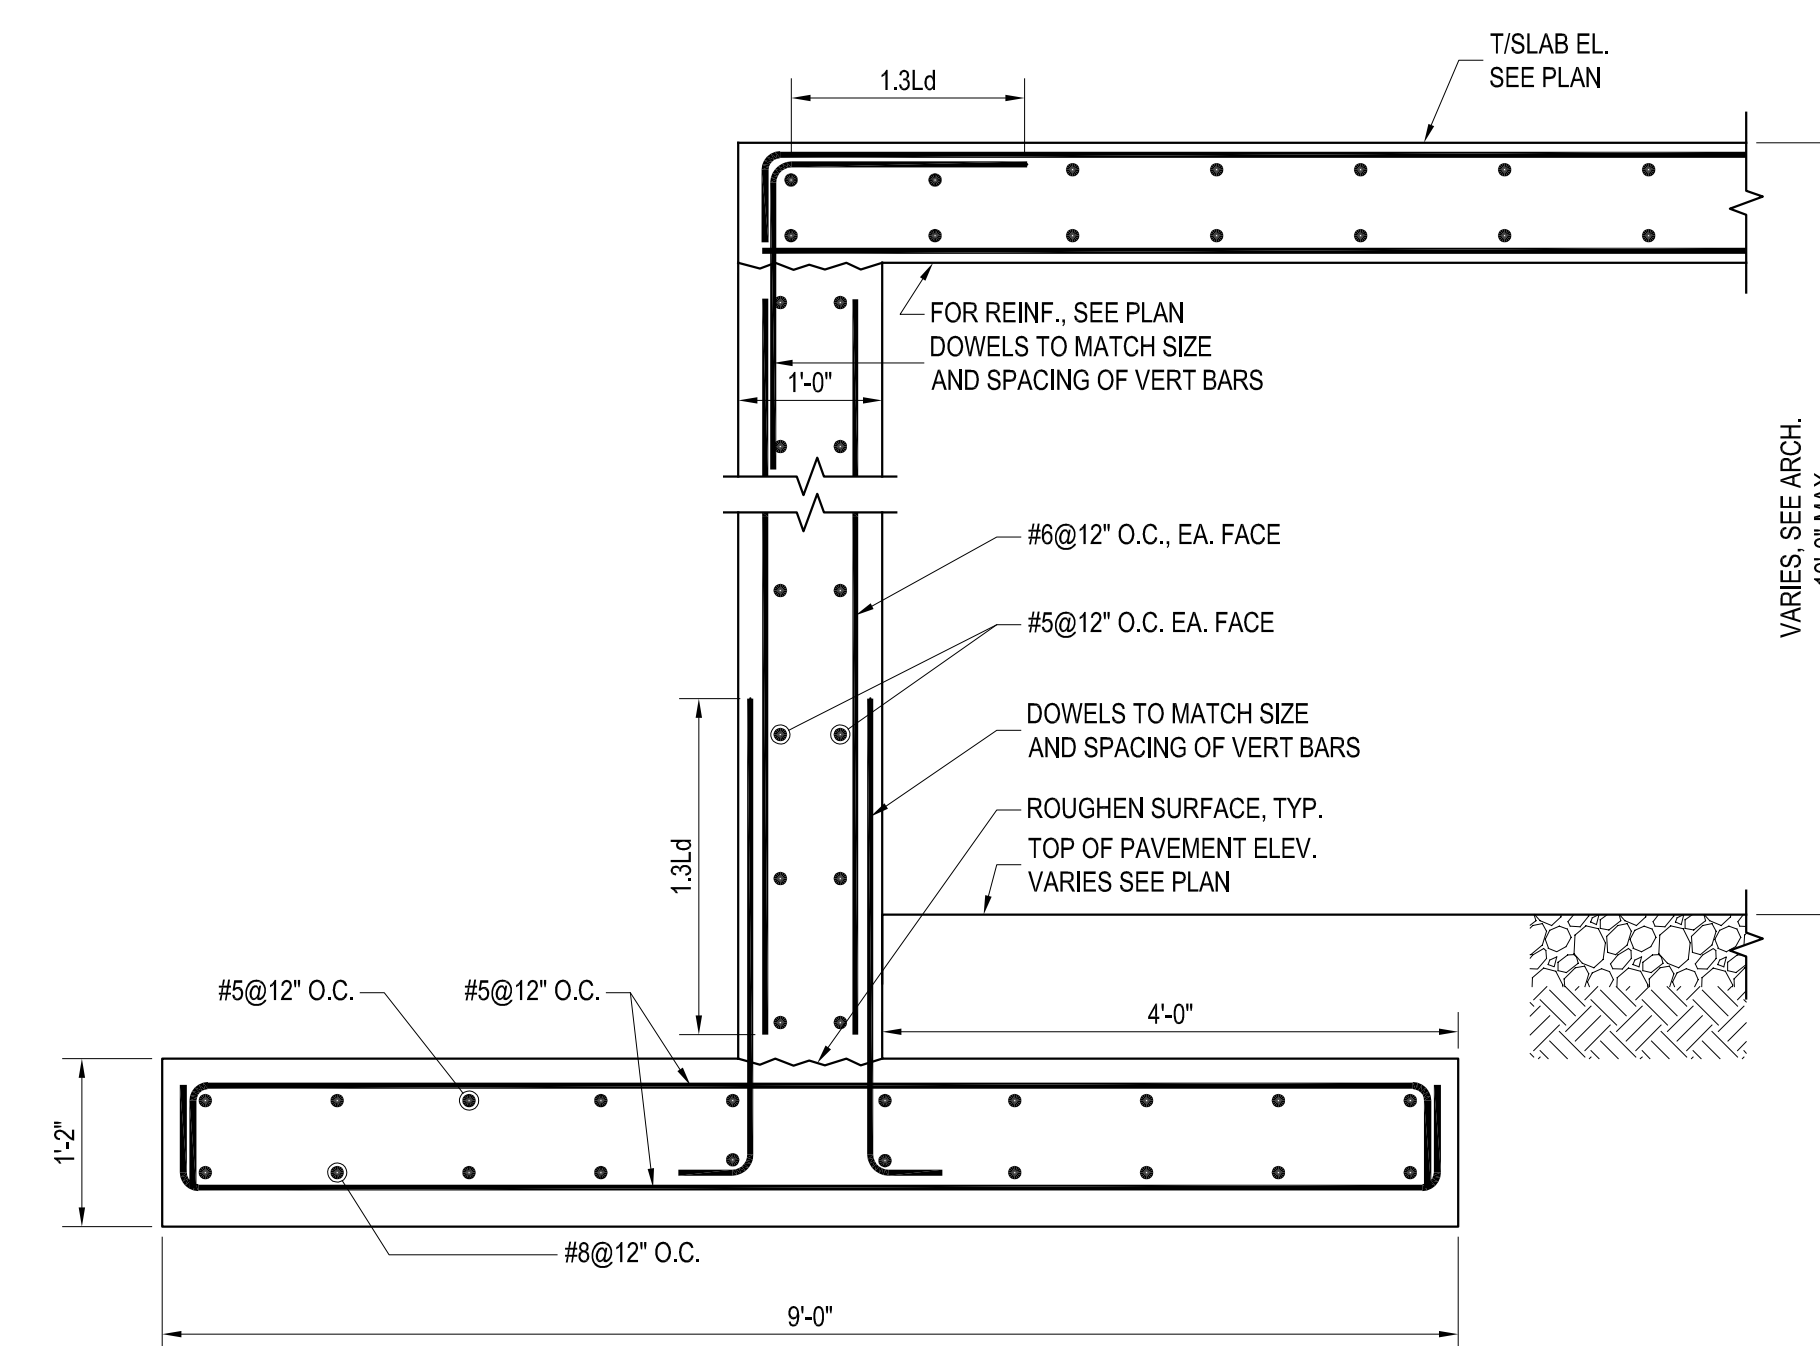 T/SLAB EL.
SEE PLAN
1.3Ld
FOR REINF., SEE PLAN
DOWELS TO MATCH SIZE
AND SPACING OF VERT BARS
1'-0"
VARIES, SEE ARCH.
#6@12" O.C., EA. FACE
#5@12" O.C. EA. FACE
DOWELS TO MATCH SIZE
AND SPACING OF VERT BARS
ROUGHEN SURFACE, TYP.
TOP OF PAVEMENT ELEV.
VARIES SEE PLAN
1.3Ld
#5@12" O.C.
#5@12" O.C.
4'-0"
1'-2"
#8@12" O.C.
9'-0"